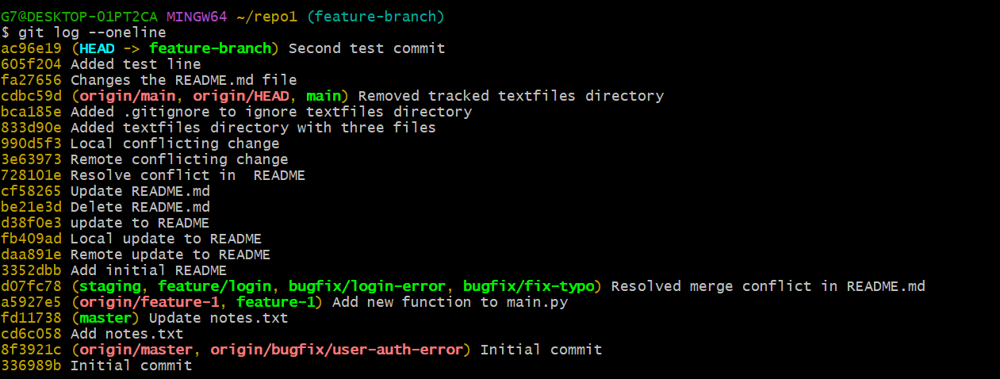 G7@DESKTOP-01PT2CA MINGW64 ~/repo1 (feature-branch)
$ git log --oneline
ac96e19 (HEAD -> feature-branch) Second test commit
605f204 Added test line
fa27656 Changes the README.md file
cdbc59d (origin/main, origin/HEAD, main) Removed tracked textfiles directory
bca185e Added .gitignore to ignore textfiles directory
833d90e Added textfiles directory with three files
990d5f3 Local conflicting change
3e63973 Remote conflicting change
728101e Resolve conflict in  README
cf58265 Update README.md
be21e3d Delete README.md
d38f0e3 update to README
fb409ad Local update to README
daa891e Remote update to README
3352dbb Add initial README
d07fc78 (staging, feature/login, bugfix/login-error, bugfix/fix-typo) Resolved merge conflict in README.md
a5927e5 (origin/feature-1, feature-1) Add new function to main.py
fd11738 (master) Update notes.txt
cd6c058 Add notes.txt
8f3921c (origin/master, origin/bugfix/user-auth-error) Initial commit
336989b Initial commit